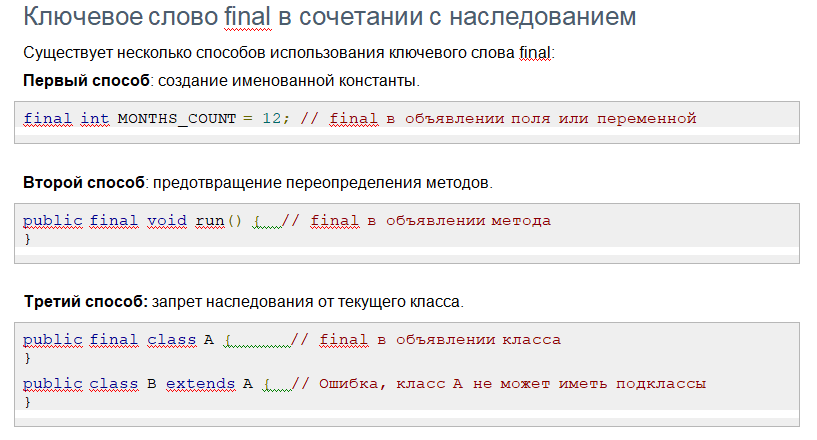 Ключевое слово final в сочетании с наследованием
Существует несколько способов использования ключевого слова final:
Первый способ: создание именованной константы.
final int MONTHS_COUNT = 12; // final в объявлении поля или переменной
Второй способ: предотвращение переопределения методов.
public final void run() { // final в объявлении метода
}
Третий способ: запрет наследования от текущего класса.
public final class A { // final в объявлении класса
}
public class B extends A { // Ошибка, класс A не может иметь подклассы
}